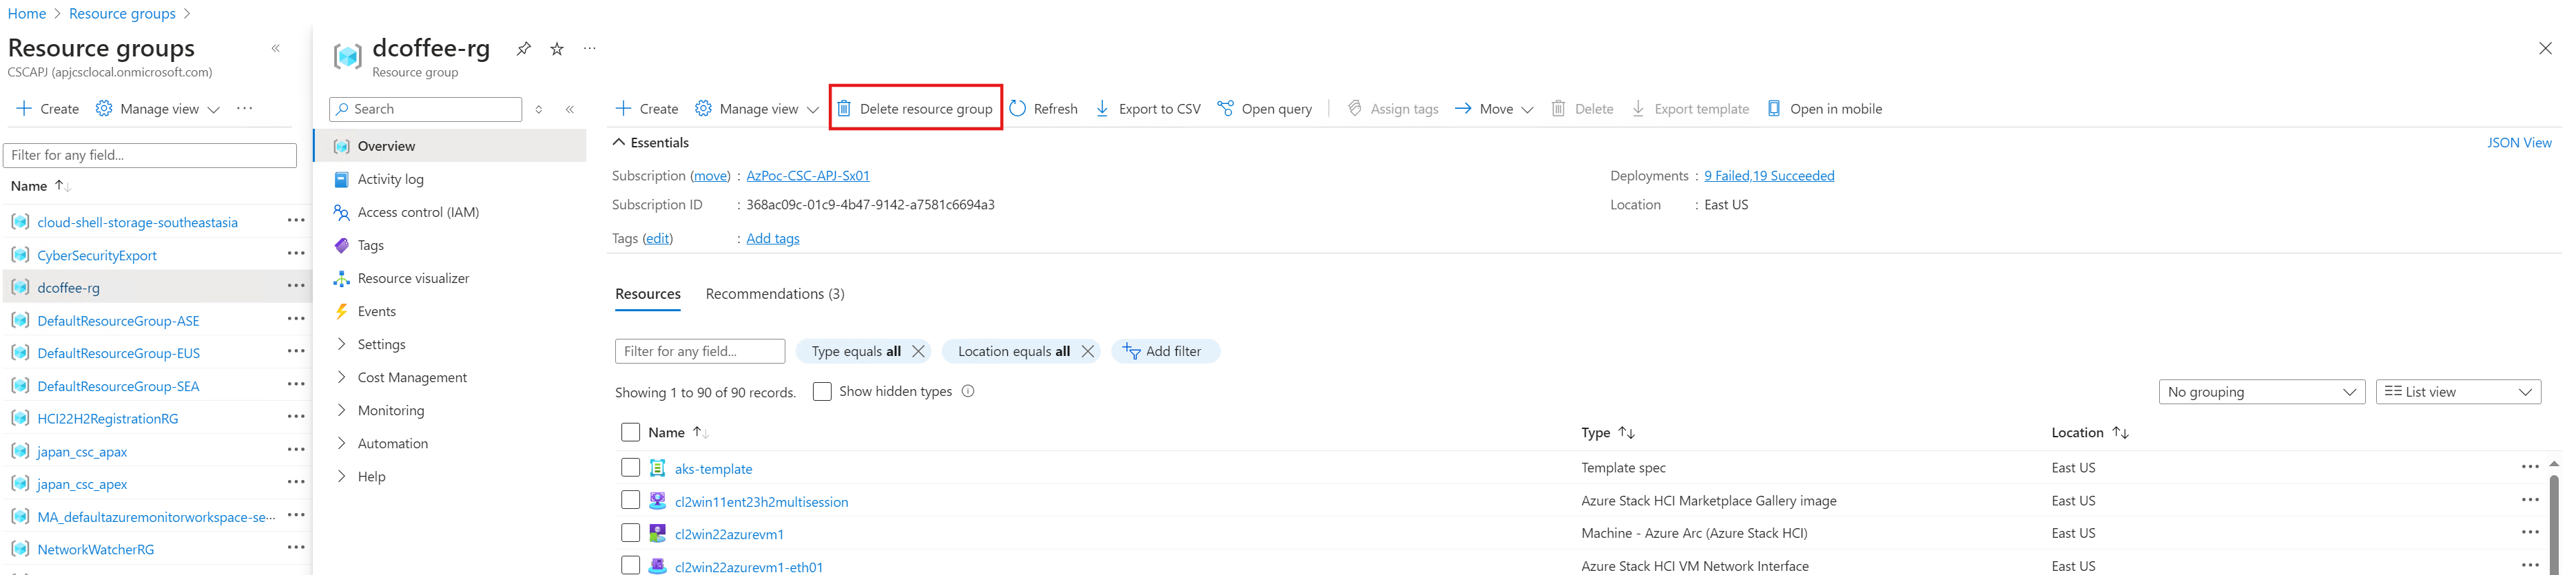 Home > Resource groups >
Resource groups
CSCAPJ (apjcsclocal.onmicrosoft.com)
Create
Manage view
Filter for any field...
Name
cloud-shell-storage-southeastasia
CyberSecurityExport
dcoffee-rg
DefaultResourceGroup-ASE
DefaultResourceGroup-EUS
DefaultResourceGroup-SEA
HCI22H2RegistrationRG
japan_csc_apax
japan_csc_apex
MA_defaultazuremonitorworkspace-se...
NetworkWatcherRG
dcoffee-rg
Resource group
Search
Overview
Activity log
Access control (IAM)
Tags
Resource visualizer
Events
Settings
Cost Management
Monitoring
Automation
Help
Create Manage view Delete resource group Refresh Export to CSV Open query Assign tags Move Delete Export template Open in mobile
Essentials
JSON View
Subscription (move) : AzPoc-CSC-APJ-Sx01
Deployments : 9 Failed,19 Succeeded
Subscription ID : 368ac09c-01c9-4b47-9142-a7581c6694a3
Location : East US
Tags (edit) : Add tags
Resources Recommendations (3)
Filter for any field... Type equals all Location equals all Add filter
Showing 1 to 90 of 90 records. Show hidden types
No grouping List view
Name Type Location
aks-template Template spec East US
cl2win11ent23h2multisession Azure Stack HCI Marketplace Gallery image East US
cl2win22azurevm1 Machine - Azure Arc (Azure Stack HCI) East US
cl2win22azurevm1-eth01 Azure Stack HCI VM Network Interface East US